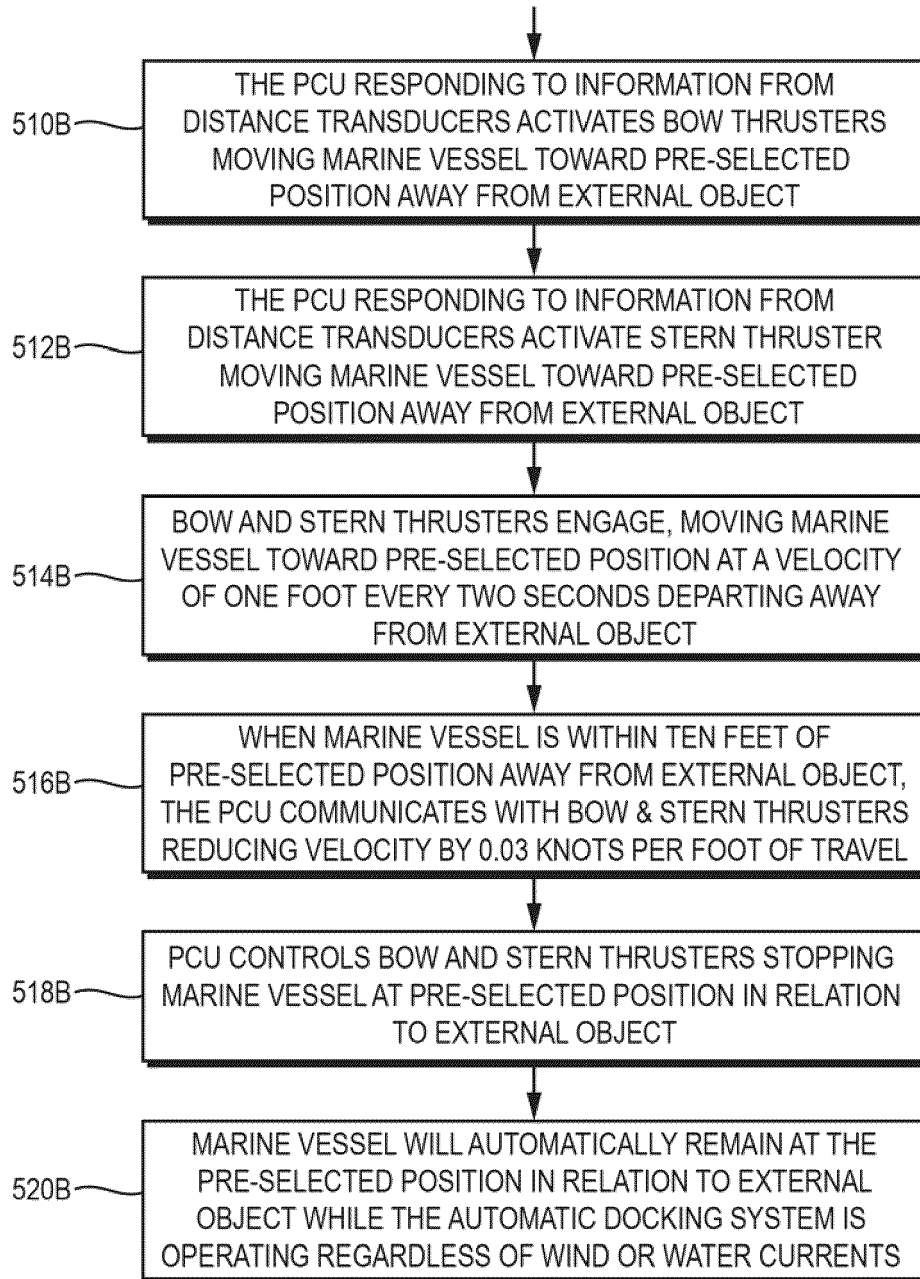 510B
THE PCU RESPONDING TO INFORMATION FROM
DISTANCE TRANSDUCERS ACTIVATES BOW THRUSTERS
MOVING MARINE VESSEL TOWARD PRE-SELECTED
POSITION AWAY FROM EXTERNAL OBJECT
512B
THE PCU RESPONDING TO INFORMATION FROM
DISTANCE TRANSDUCERS ACTIVATE STERN THRUSTER
MOVING MARINE VESSEL TOWARD PRE-SELECTED
POSITION AWAY FROM EXTERNAL OBJECT
514B
BOW AND STERN THRUSTERS ENGAGE, MOVING MARINE
VESSEL TOWARD PRE-SELECTED POSITION AT A VELOCITY
OF ONE FOOT EVERY TWO SECONDS DEPARTING AWAY
FROM EXTERNAL OBJECT
516B
WHEN MARINE VESSEL IS WITHIN TEN FEET OF
PRE-SELECTED POSITION AWAY FROM EXTERNAL OBJECT,
THE PCU COMMUNICATES WITH BOW & STERN THRUSTERS
REDUCING VELOCITY BY 0.03 KNOTS PER FOOT OF TRAVEL
518B
PCU CONTROLS BOW AND STERN THRUSTERS STOPPING
MARINE VESSEL AT PRE-SELECTED POSITION IN RELATION
TO EXTERNAL OBJECT
520B
MARINE VESSEL WILL AUTOMATICALLY REMAIN AT THE
PRE-SELECTED POSITION IN RELATION TO EXTERNAL
OBJECT WHILE THE AUTOMATIC DOCKING SYSTEM IS
OPERATING REGARDLESS OF WIND OR WATER CURRENTS